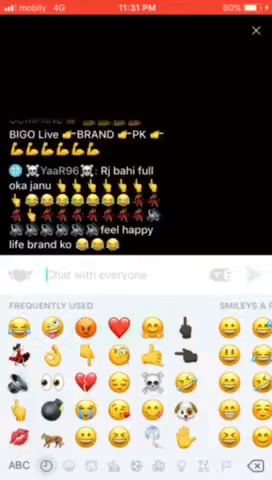 mobily 4G 11:31 PM 80%
BIGO Live 👉BRAND 👉PK 👉
💪💪💪💪💪💪
17 ☠️YaaR96☠️: Rj bahi full
oka janu 👆👆👆👆👆👆👆
feel happy
life brand ko 😂😂😂
Chat with everyone
FREQUENTLY USED SMILEYS &
ABC